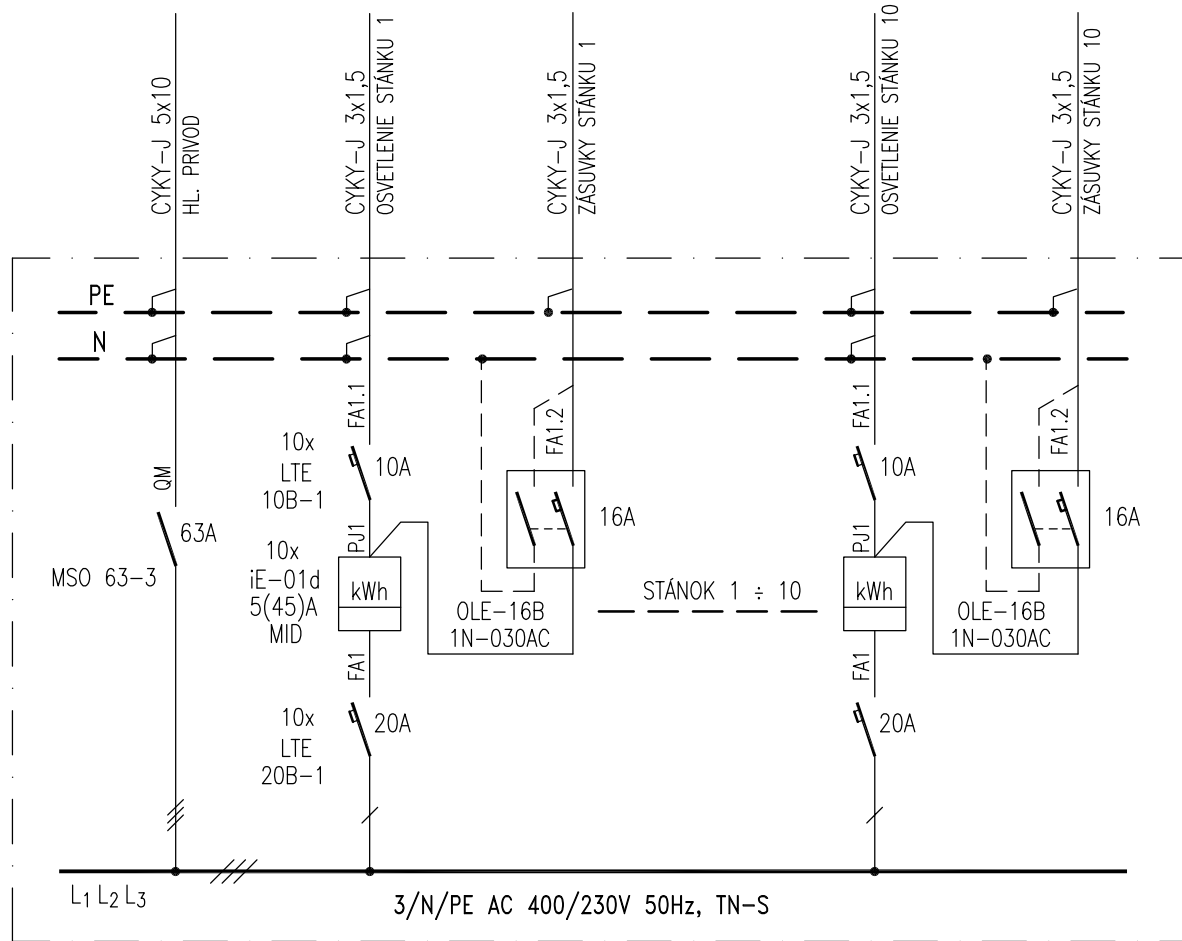 CYKY-J 5x10
HL. PRIVOD
CYKY-J 3x1,5
OSVETLENIE STÁNKU 1
CYKY-J 3x1,5
ZÁSUVKY STÁNKU 1
CYKY-J 3x1,5
OSVETLENIE STÁNKU 10
CYKY-J 3x1,5
ZÁSUVKY STÁNKU 10
PE
N
QM
63A
MSO 63-3
FA1.1
10x
LTE
10B-1
10A
PJ1
10x
iE-01d
5(45)A
MID
kWh
FA1
10x
LTE
20B-1
20A
FA1.2
16A
OLE-16B
1N-030AC
STÁNOK 1 ÷ 10
FA1.1
10A
PJ1
kWh
FA1
20A
FA1.2
16A
OLE-16B
1N-030AC
L1 L2 L3
3/N/PE AC 400/230V 50Hz, TN-S